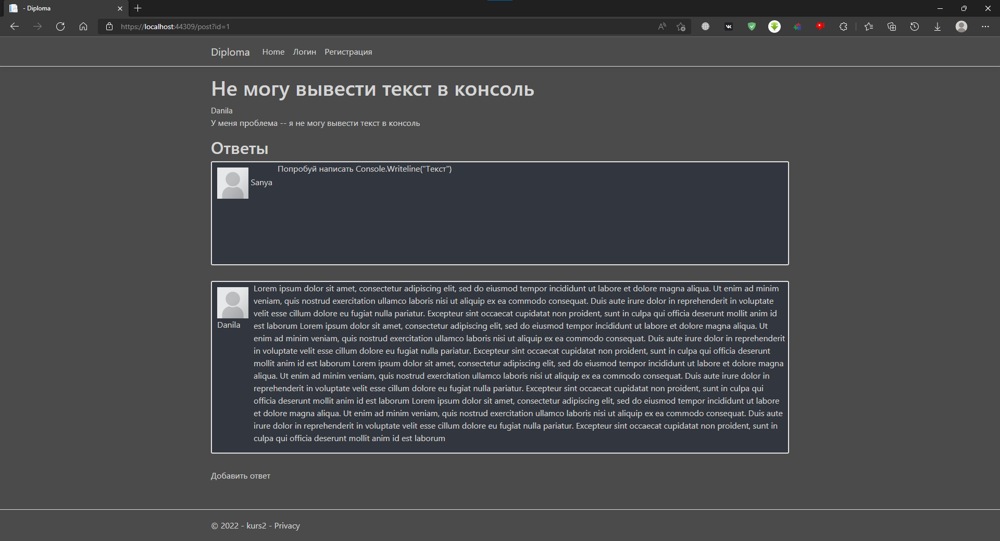 - Diploma
https://localhost:44309/post?id=1
Diploma Home Логин Регистрация
Не могу вывести текст в консоль
Danila
У меня проблема -- я не могу вывести текст в консоль
Ответы
Попробуй написать Console.Writeline("Текст")
Sanya
Lorem ipsum dolor sit amet, consectetur adipiscing elit, sed do eiusmod tempor incididunt ut labore et dolore magna aliqua. Ut enim ad minim
veniam, quis nostrud exercitation ullamco laboris nisi ut aliquip ex ea commodo consequat. Duis aute irure dolor in reprehenderit in voluptate
velit esse cillum dolore eu fugiat nulla pariatur. Excepteur sint occaecat cupidatat non proident, sunt in culpa qui officia deserunt mollit anim id
est laborum Lorem ipsum dolor sit amet, consectetur adipiscing elit, sed do eiusmod tempor incididunt ut labore et dolore magna aliqua. Ut
enim ad minim veniam, quis nostrud exercitation ullamco laboris nisi ut aliquip ex ea commodo consequat. Duis aute irure dolor in reprehenderit
in voluptate velit esse cillum dolore eu fugiat nulla pariatur. Excepteur sint occaecat cupidatat non proident, sunt in culpa qui officia deserunt
mollit anim id est laborum Lorem ipsum dolor sit amet, consectetur adipiscing elit, sed do eiusmod tempor incididunt ut labore et dolore magna
aliqua. Ut enim ad minim veniam, quis nostrud exercitation ullamco laboris nisi ut aliquip ex ea commodo consequat. Duis aute irure dolor in
reprehenderit in voluptate velit esse cillum dolore eu fugiat nulla pariatur. Excepteur sint occaecat cupidatat non proident, sunt in culpa qui
officia deserunt mollit anim id est laborum Lorem ipsum dolor sit amet, consectetur adipiscing elit, sed do eiusmod tempor incididunt ut labore
et dolore magna aliqua. Ut enim ad minim veniam, quis nostrud exercitation ullamco laboris nisi ut aliquip ex ea commodo consequat. Duis aute
irure dolor in reprehenderit in voluptate velit esse cillum dolore eu fugiat nulla pariatur. Excepteur sint occaecat cupidatat non proident, sunt in
culpa qui officia deserunt mollit anim id est laborum
Danila
Добавить ответ
© 2022 - kurs2 - Privacy